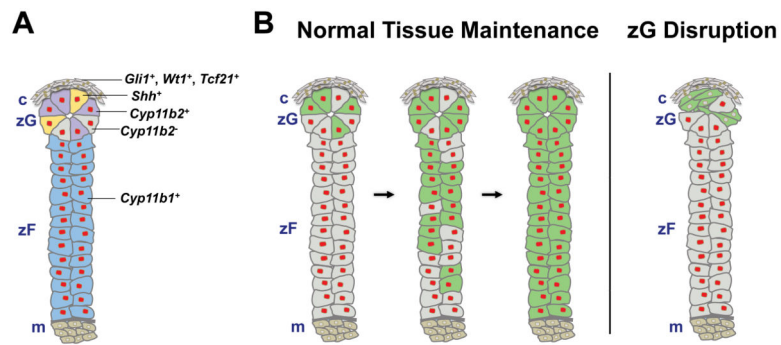 A
B
Normal Tissue Maintenance
zG Disruption
Gli1⁺, Wt1⁺, Tcf21⁺
Shh⁺
Cyp11b2⁺
Cyp11b2⁻
Cyp11b1⁺
c
zG
zF
m
c
zG
zF
m
c
zG
zF
m